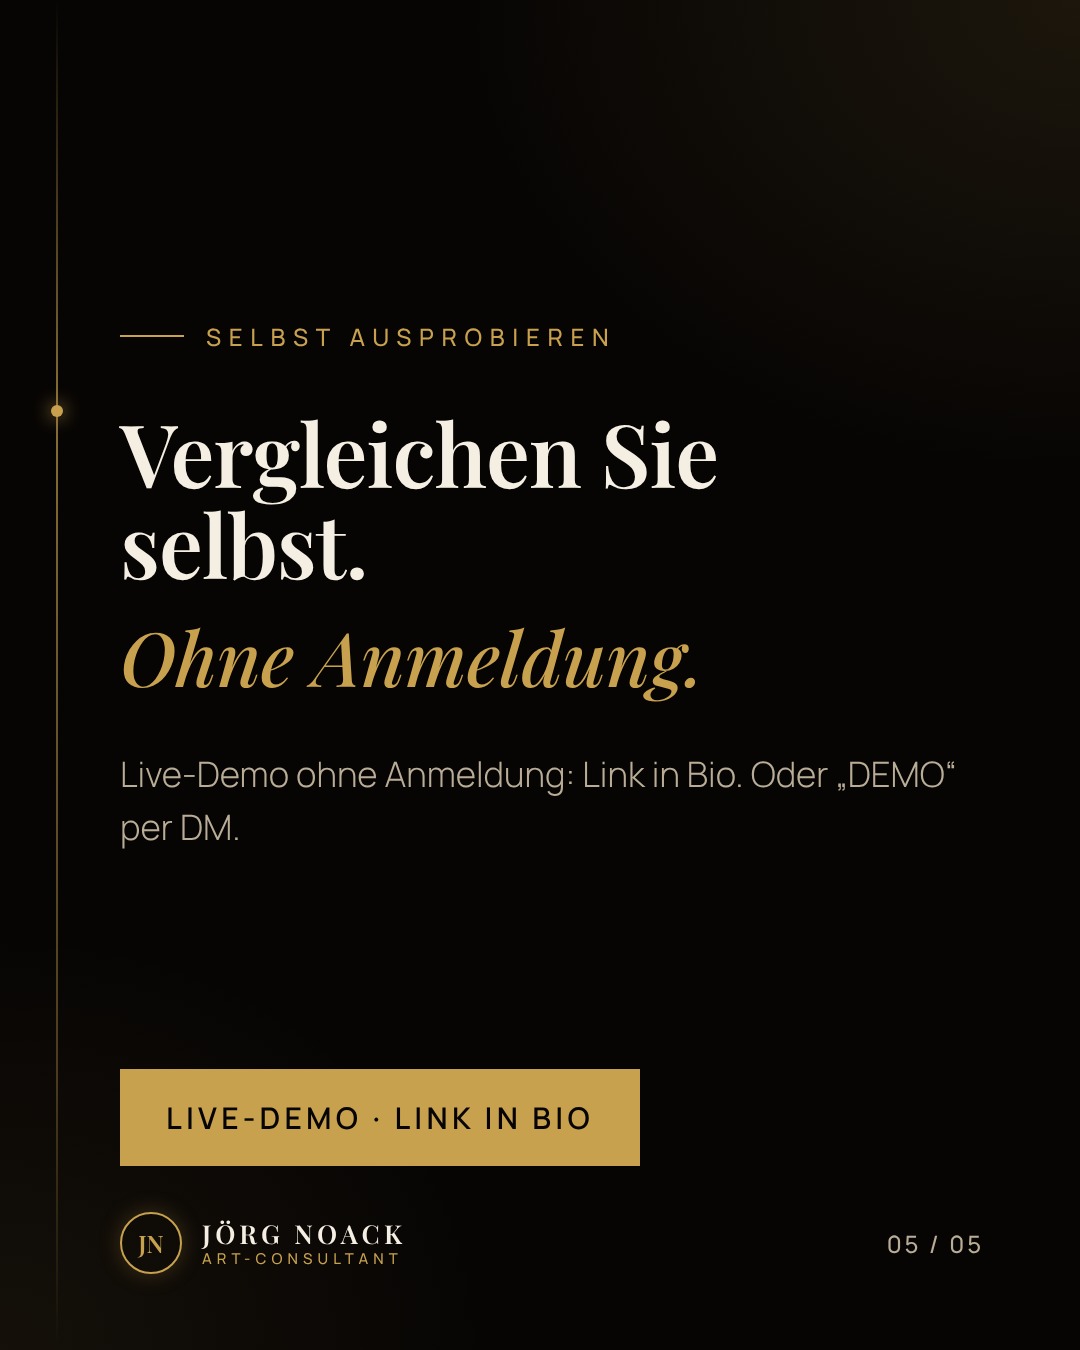 SELBST AUSPROBIEREN
Vergleichen Sie
selbst.
Ohne Anmeldung.
Live-Demo ohne Anmeldung: Link in Bio. Oder „DEMO“
per DM.
LIVE-DEMO · LINK IN BIO
JN
JÖRG NOACK
ART-CONSULTANT
05 / 05